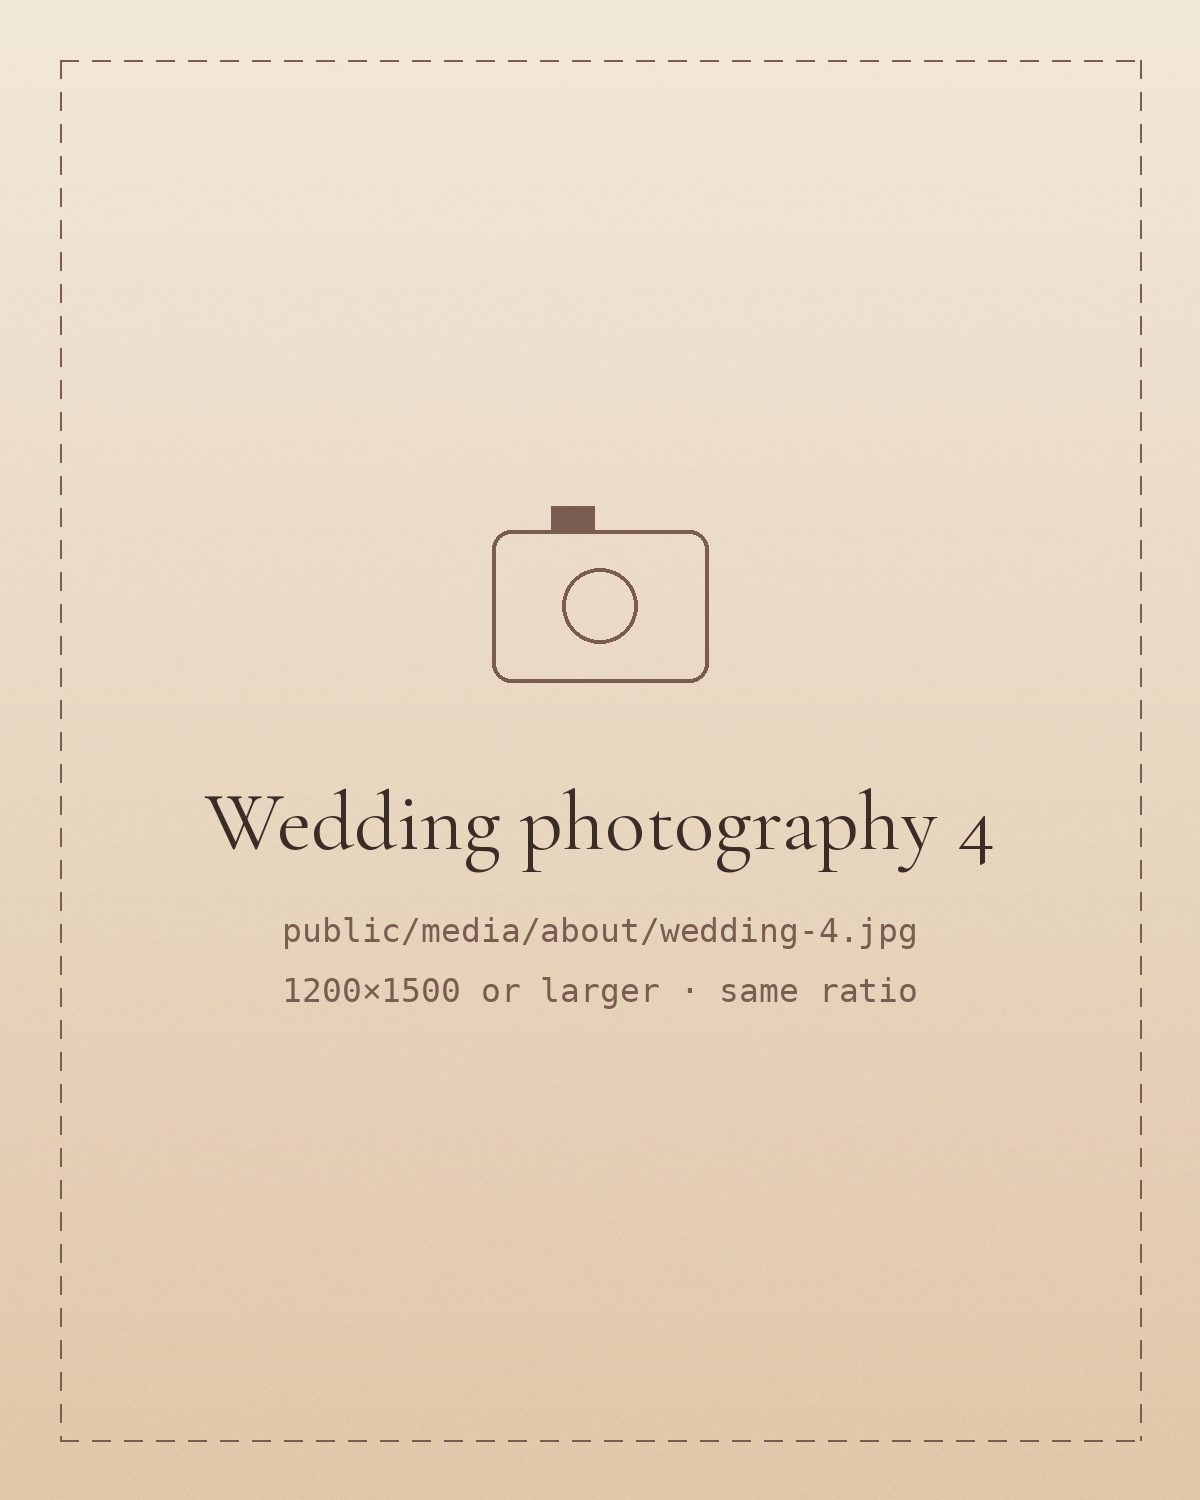 Wedding photography 4
public/media/about/wedding-4.jpg
1200×1500 or larger · same ratio